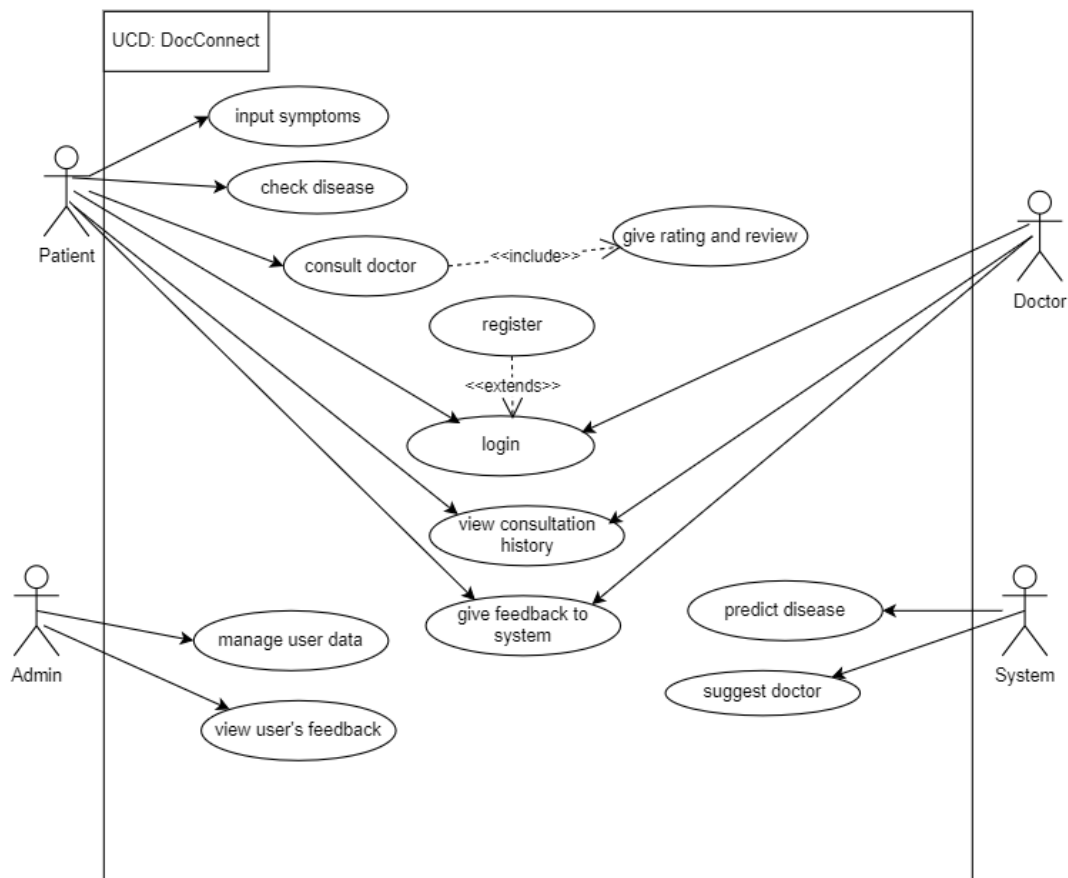 UCD: DocConnect
input symptoms
check disease
Patient
consult doctor
<<include>>
give rating and review
Doctor
register
<<extends>>
login
view consultation
history
give feedback to
system
Admin
manage user data
view user's feedback
predict disease
suggest doctor
System